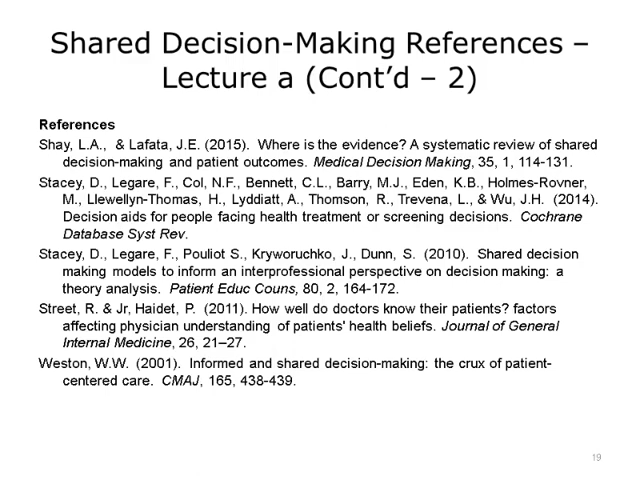 Shared Decision-Making References –
Lecture a (Cont’d – 2)
References
Shay, L.A.,  & Lafata, J.E. (2015).  Where is the evidence? A systematic review of shared
decision-making and patient outcomes. Medical Decision Making, 35, 1, 114-131.
Stacey, D., Legare, F., Col, N.F., Bennett, C.L., Barry, M.J., Eden, K.B., Holmes-Rovner,
M., Llewellyn-Thomas, H., Lyddiatt, A., Thomson, R., Trevena, L., & Wu, J.H.  (2014).
Decision aids for people facing health treatment or screening decisions.  Cochrane
Database Syst Rev.
Stacey, D., Legare, F., Pouliot S., Kryworuchko, J., Dunn, S.  (2010).  Shared decision
making models to inform an interprofessional perspective on decision making:  a
theory analysis.  Patient Educ Couns, 80, 2, 164-172.
Street, R. & Jr, Haidet, P.  (2011). How well do doctors know their patients? factors
affecting physician understanding of patients' health beliefs. Journal of General
Internal Medicine, 26, 21–27.
Weston, W.W.  (2001).  Informed and shared decision-making: the crux of patient-
centered care.  CMAJ, 165, 438-439.
19